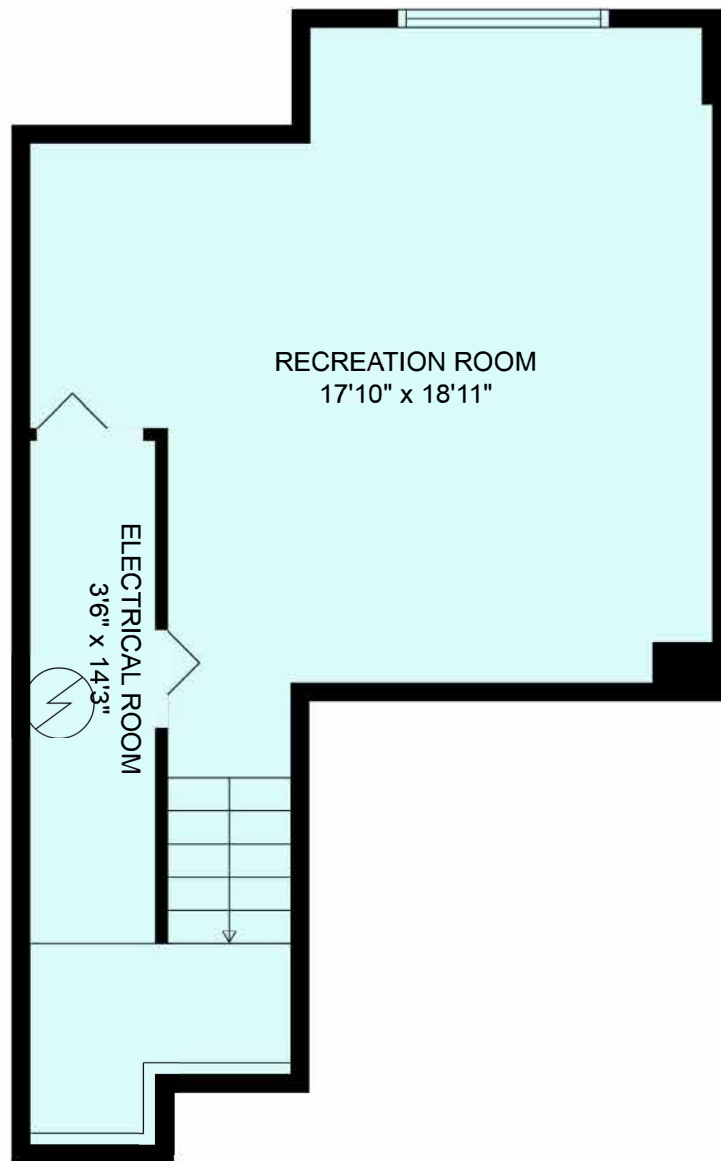 RECREATION ROOM
17'10" x 18'11"
ELECTRICAL ROOM
3'6" x 14'3"